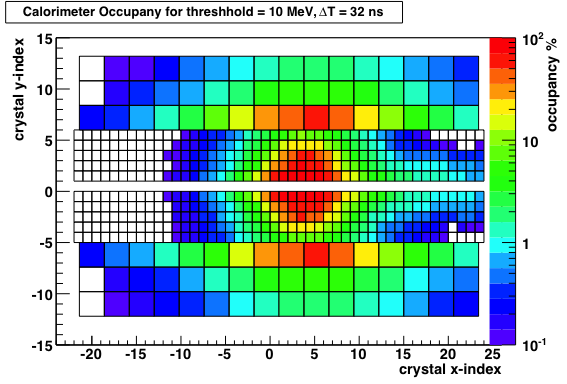 Calorimeter Occupany for threshhold = 10 MeV, ΔT = 32 ns
crystal y-index
15
10
5
0
-5
-10
-15
-20 -15 -10 -5 0 5 10 15 20 25
crystal x-index
10²
10
1
10⁻¹
occupancy %